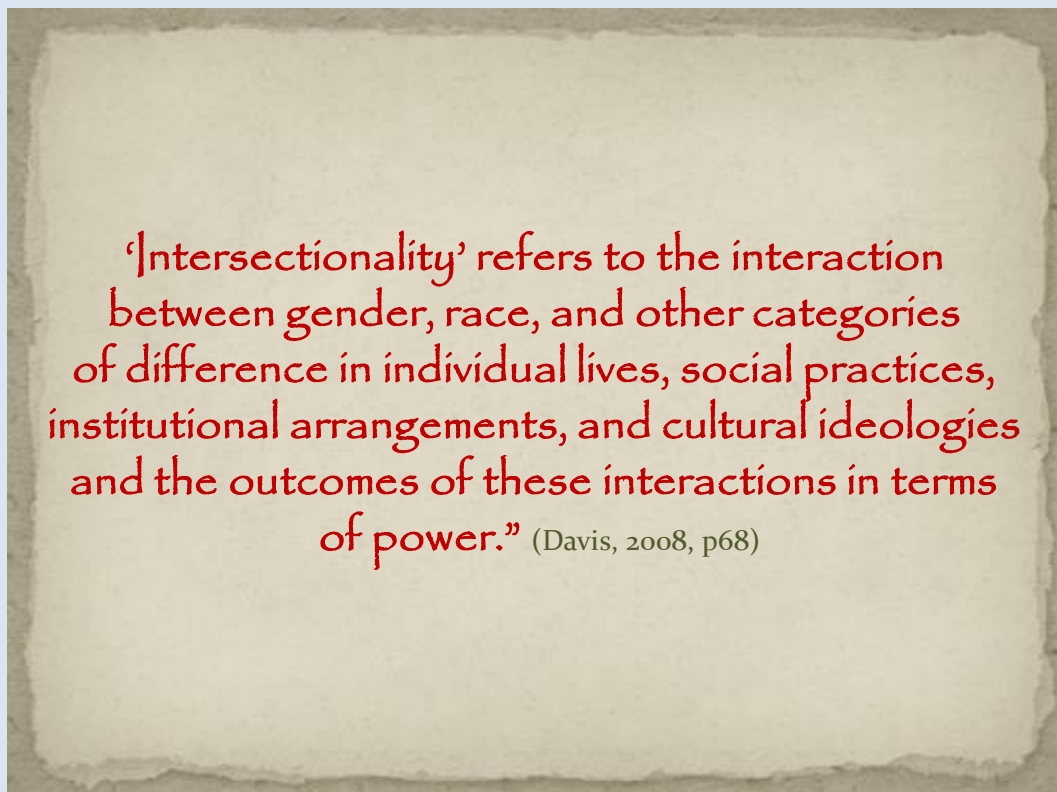 ‘Intersectionality’ refers to the interaction
between gender, race, and other categories
of difference in individual lives, social practices,
institutional arrangements, and cultural ideologies
and the outcomes of these interactions in terms
of power.” (Davis, 2008, p68)